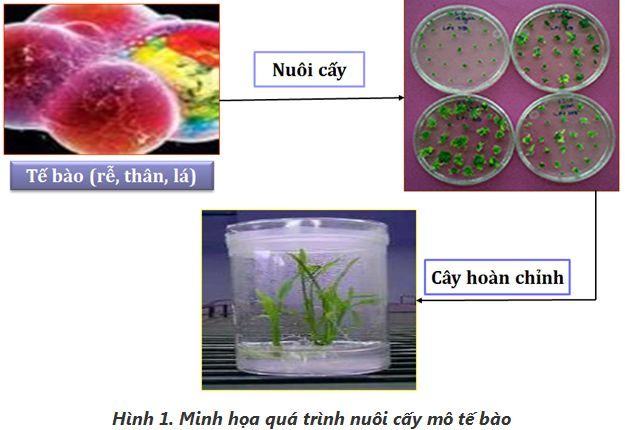 Nuôi cấy
Tế bào (rễ, thân, lá)
Cây hoàn chỉnh
Hình 1. Minh họa quá trình nuôi cấy mô tế bào